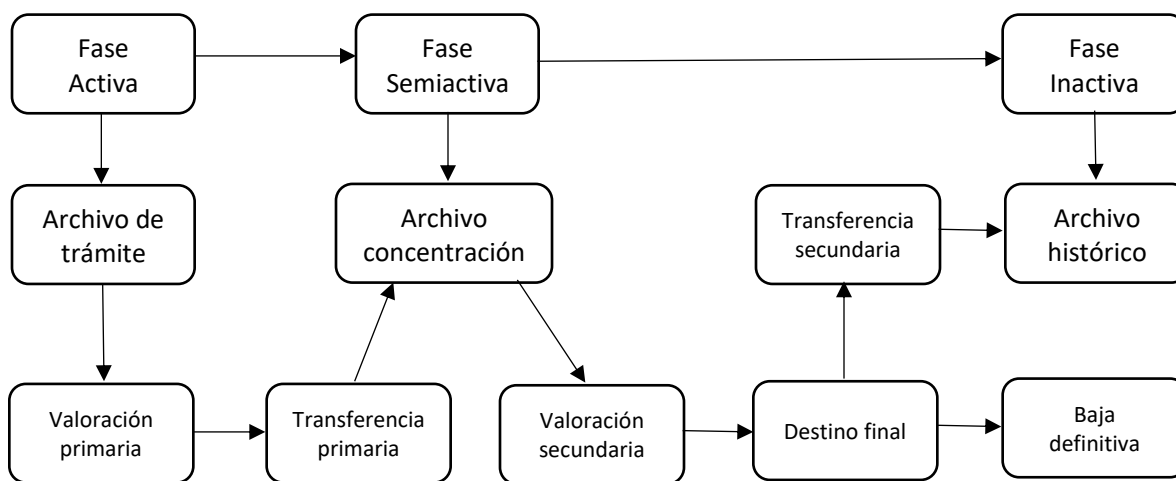 Fase
Activa
Fase
Semiactiva
Fase
Inactiva
Archivo de
trámite
Archivo
concentración
Transferencia
secundaria
Archivo
histórico
Valoración
primaria
Transferencia
primaria
Valoración
secundaria
Destino final
Baja
definitiva